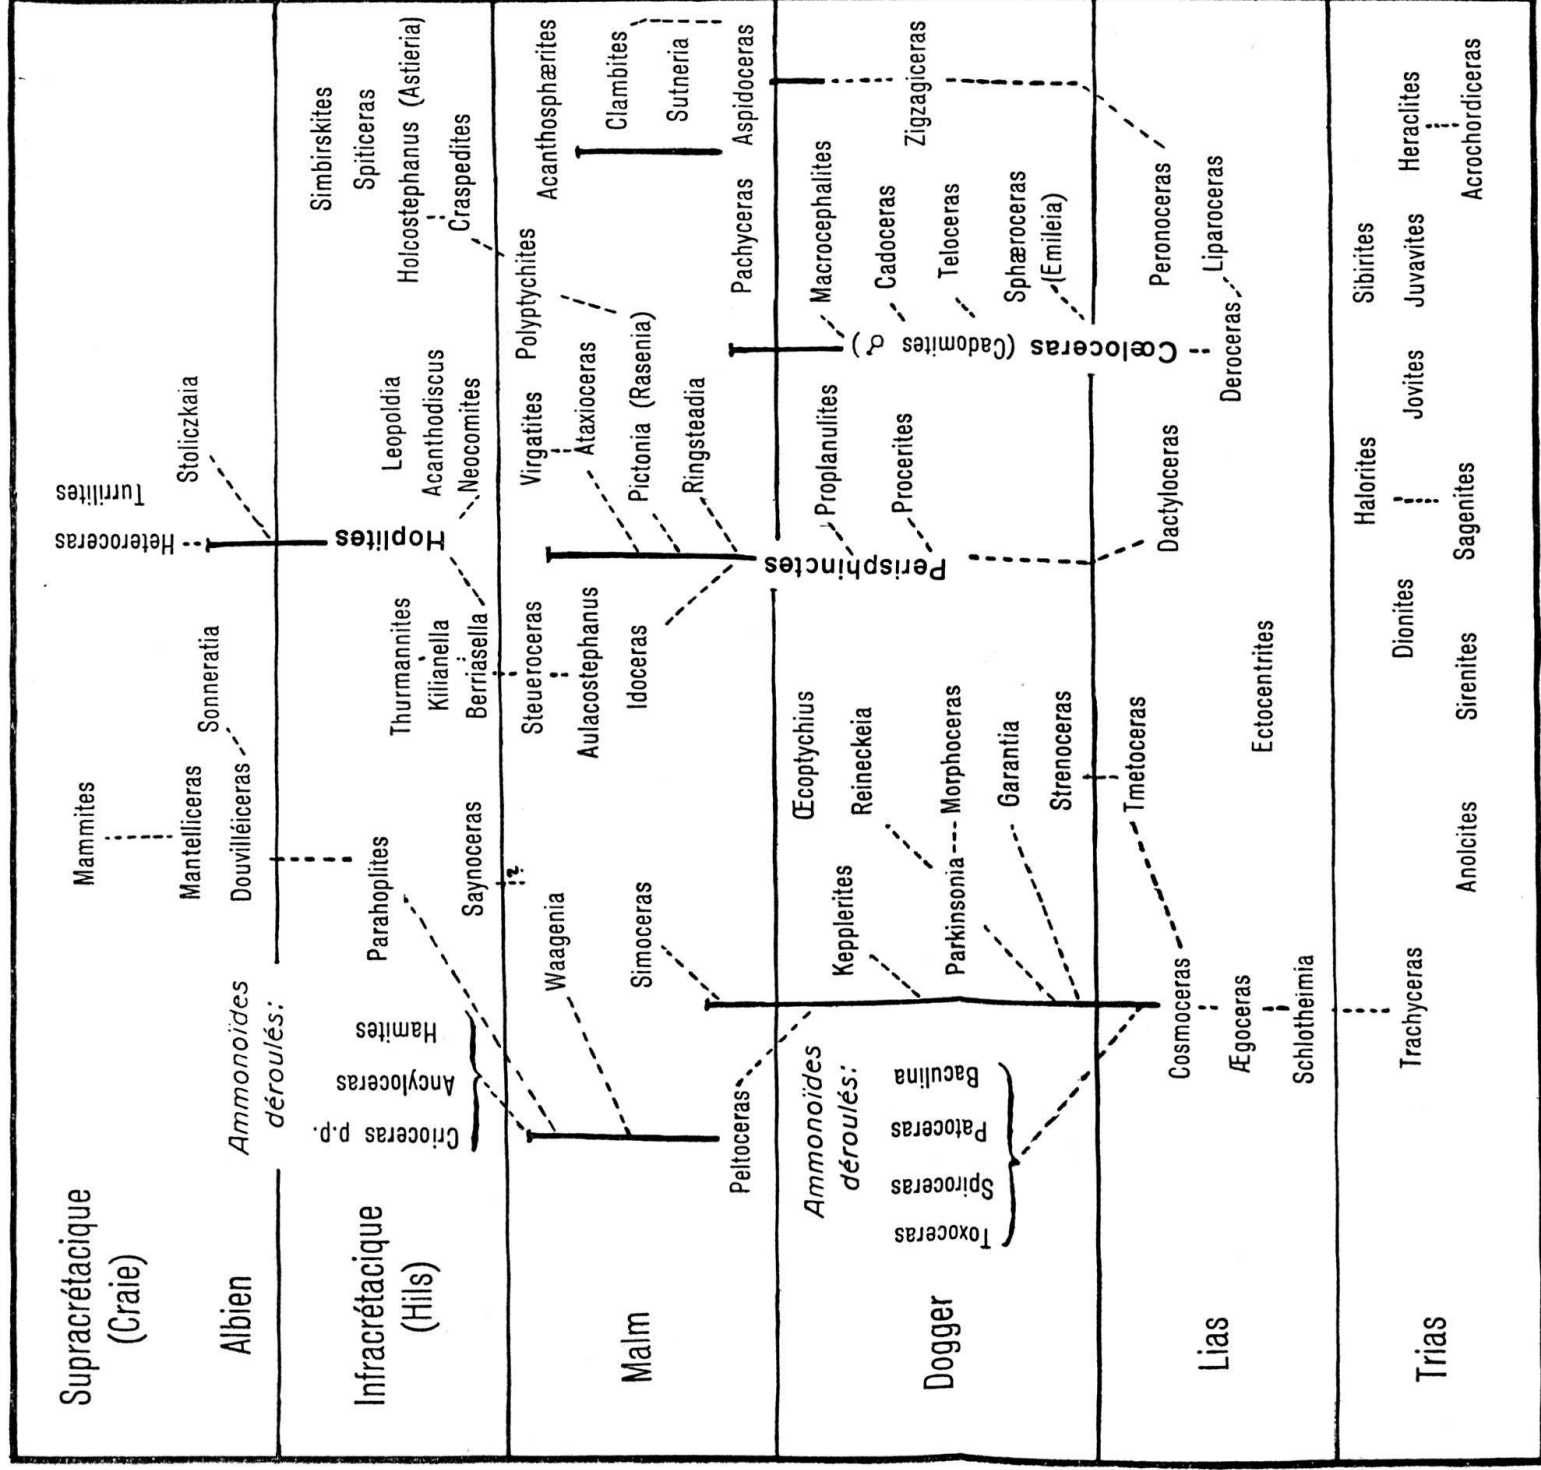 Supracrétacique
(Craie)
Albien
Mammites
Mantelliceras
Douvilléiceras
Sonneratia
Heteroceras
Turrilites
Stoliczkaia
Infracrétacique
(Hils)
Ammonoïdes
déroulés:
Crioceras p.p.
Ancyloceras
Hamites
Parahoplites
Saynoceras
?
Thurmannites
Kilianella
Berriasella
Hoplites
Leopoldia
Acanthodiscus
Neocomites
Simbirskites
Spiticeras
Holcostephanus (Astieria)
Craspedites
Malm
Waagenia
Simoceras
Peltoceras
Steueroceras
Aulacostephanus
Idoceras
Virgatites
Ataxioceras
Pictonia (Rasenia)
Ringsteadia
Polyptychites
Pachyceras
Acanthosphærites
Clambites
Sutneria
Aspidoceras
Dogger
Ammonoïdes
déroulés:
Toxoceras
Spiroceras
Patoceras
Baculina
Kepplerites
Parkinsonia
Œcoptychius
Reineckeia
Morphoceras
Garantia
Strenoceras
Perisphinctes
Proplanulites
Procerites
Macrocephalites
Cadoceras
Teloceras
Sphæroceras
(Emileia)
Zigzagiceras
Cœloceras (Cadomites ♂)
Lias
Cosmoceras
Ægoceras
Schlotheimia
Tmetoceras
Ectocentrites
Dactylioceras
Deroceras
Liparoceras
Peronoceras
Trias
Trachyceras
Anolcites
Sirenites
Dionites
Sagenites
Halorites
Jovites
Juvavites
Sibirites
Heraclites
Acrochordiceras